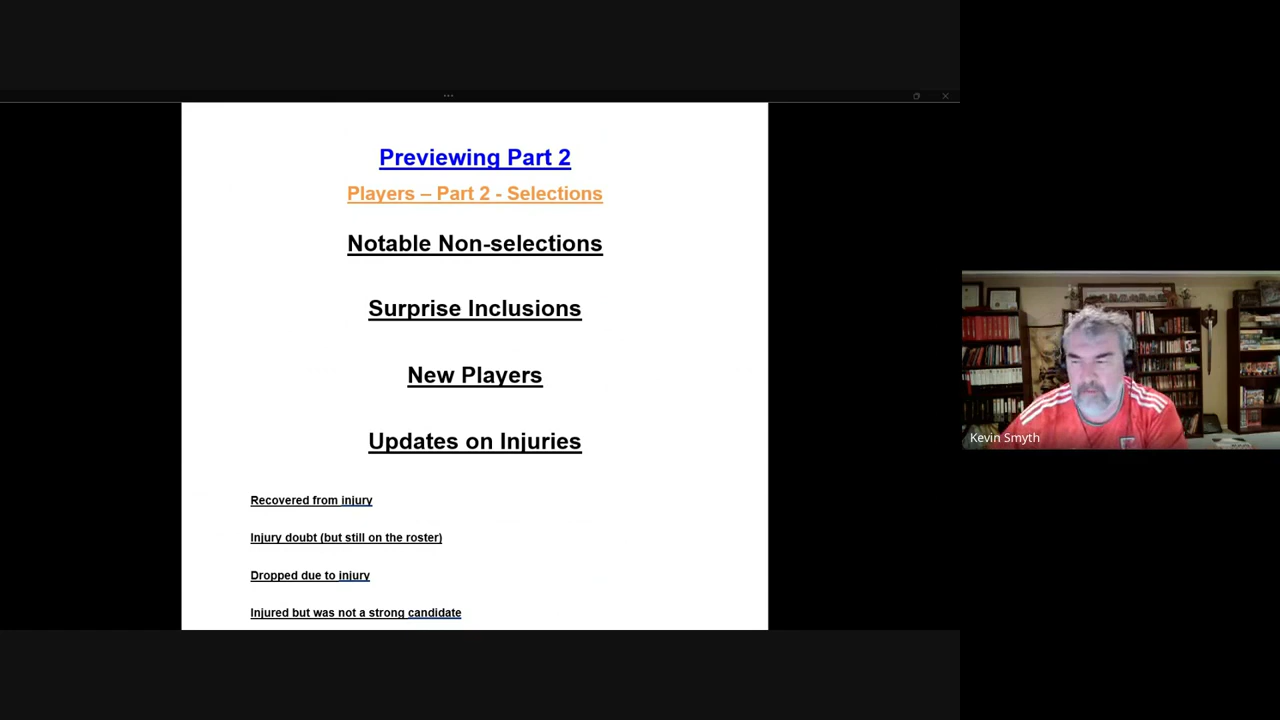 Previewing Part 2
Players – Part 2 - Selections
Notable Non-selections
Surprise Inclusions
New Players
Updates on Injuries
Recovered from injury
Injury doubt (but still on the roster)
Dropped due to injury
Injured but was not a strong candidate
Kevin Smyth